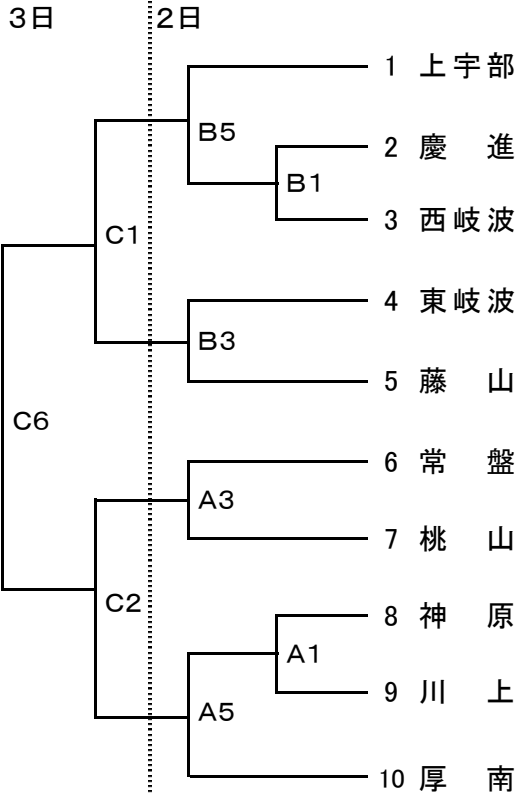 ３日 ２日
1 上宇部
B5
2 慶 進
B1
3 西岐波
C1
4 東岐波
B3
5 藤 山
C6
6 常 盤
A3
7 桃 山
C2
8 神 原
A1
9 川 上
A5
10 厚 南